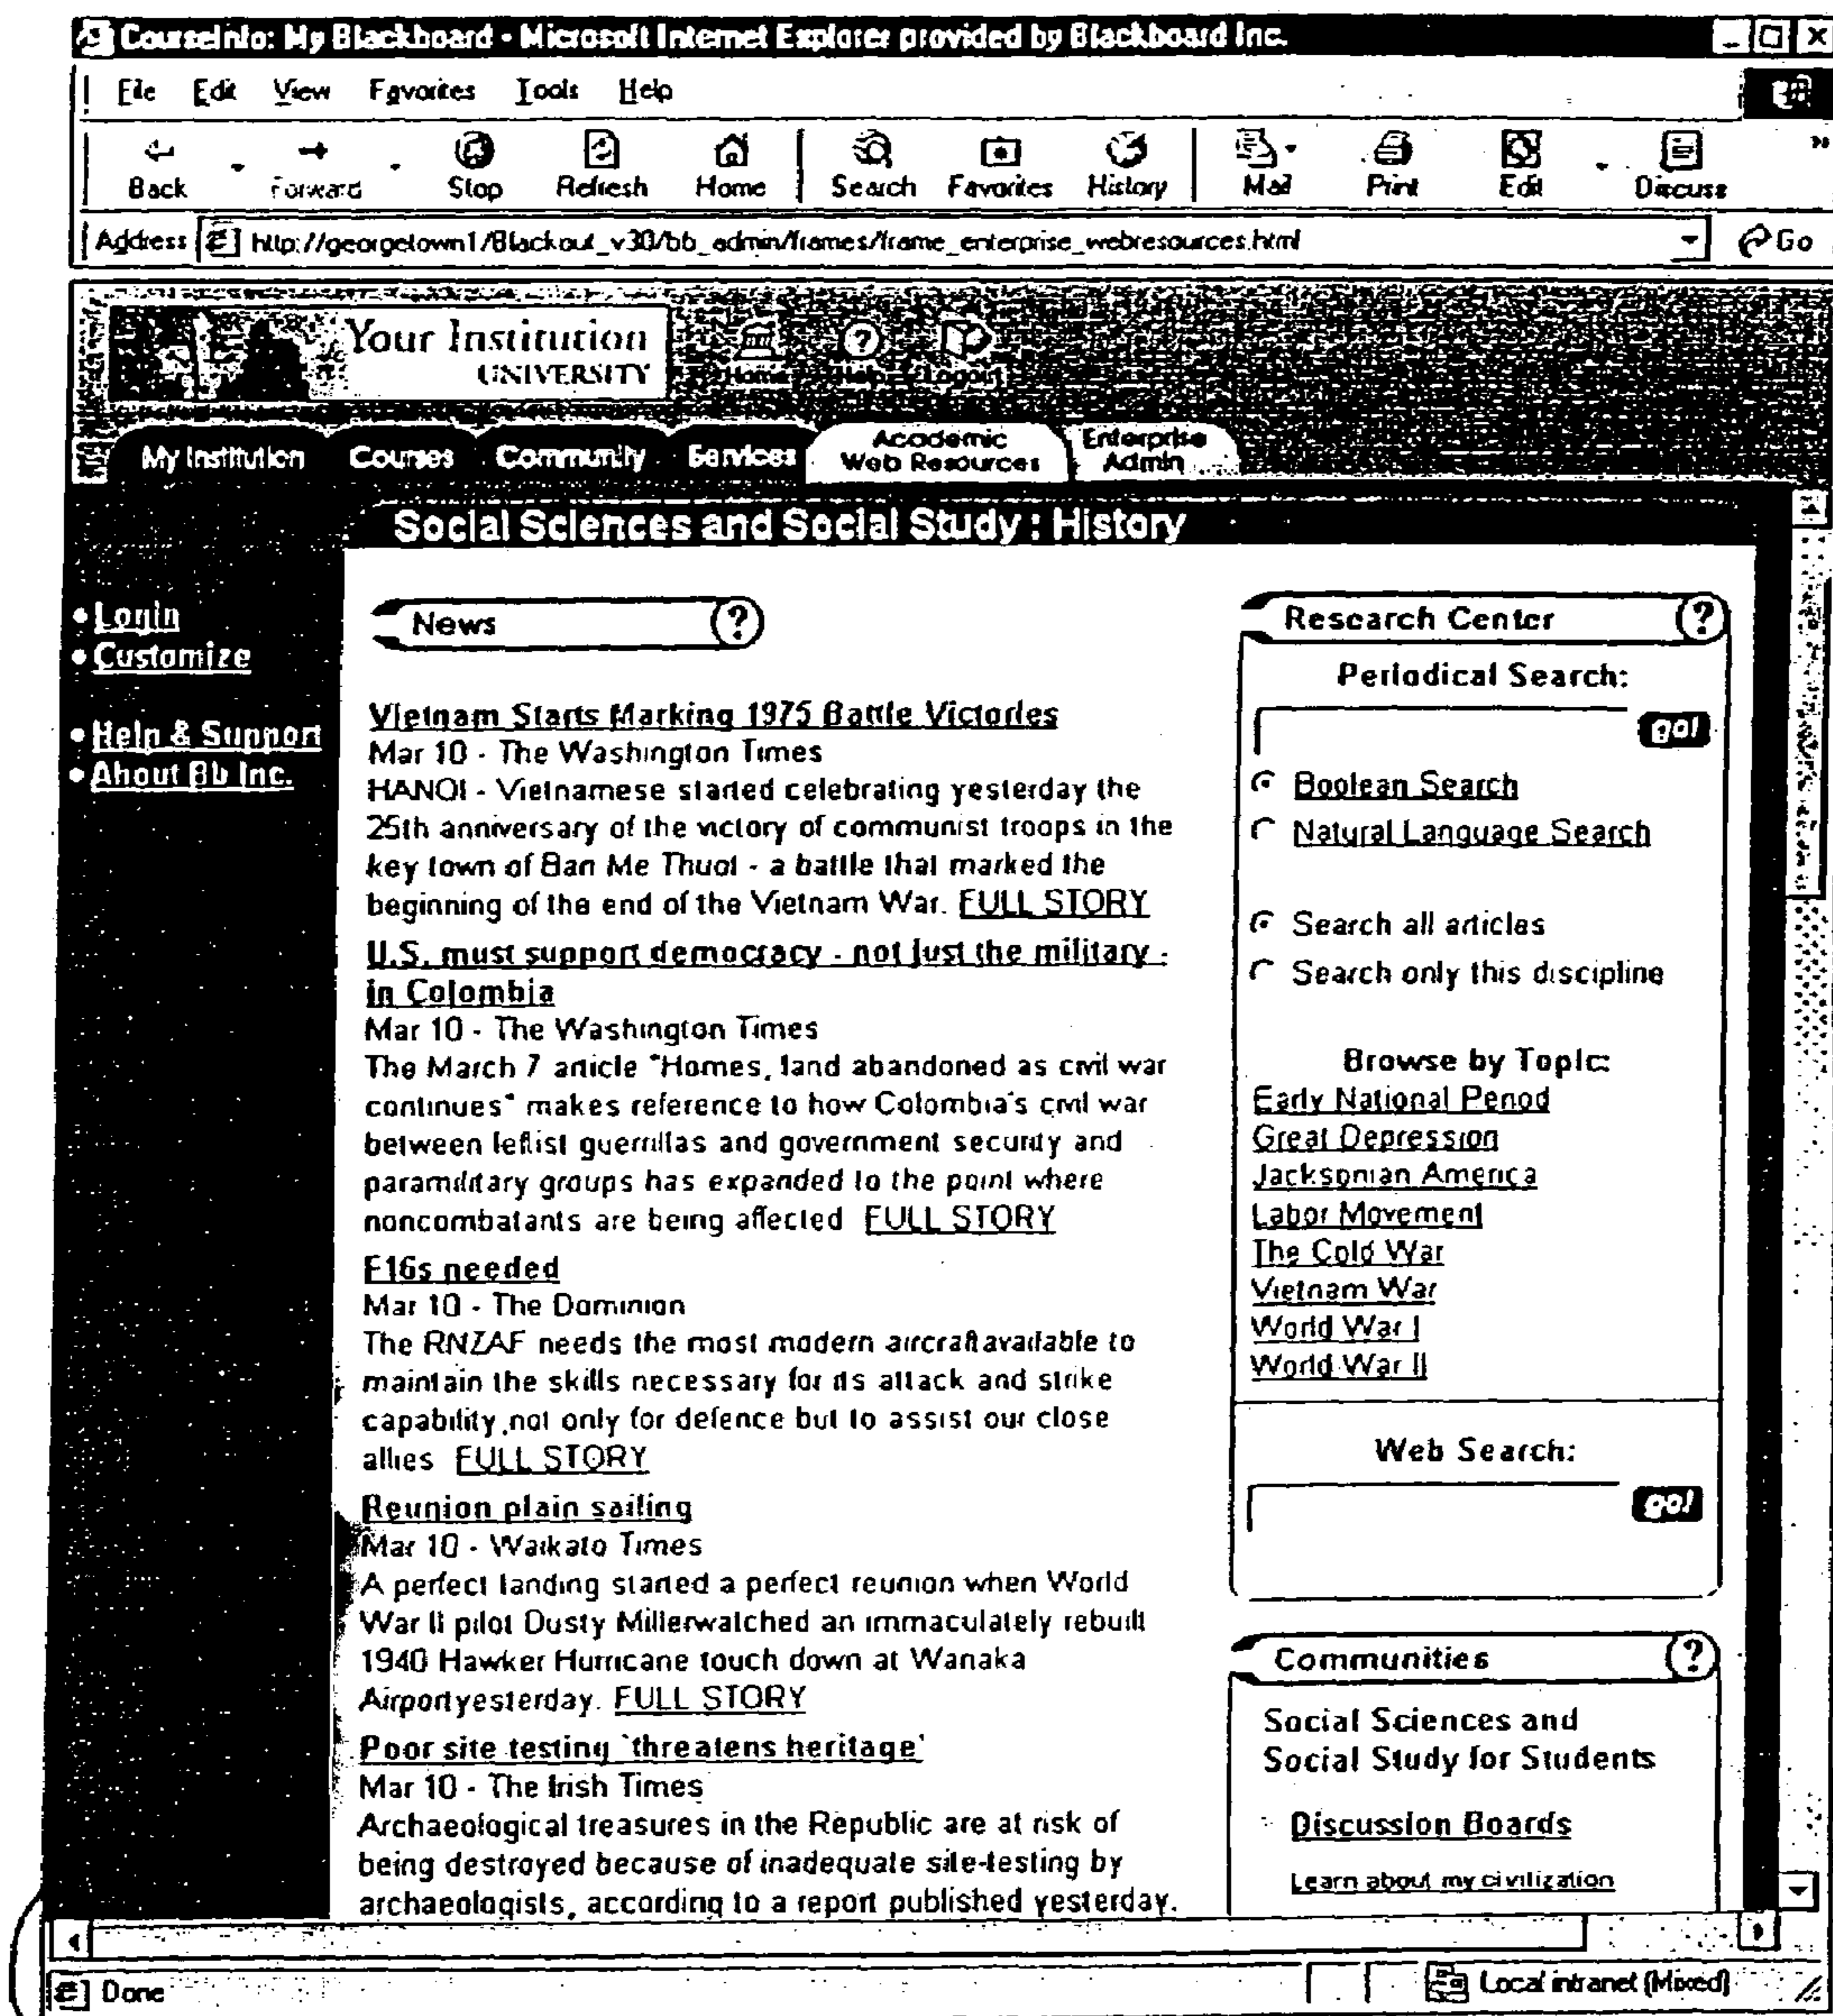 CourseInfo: My Blackboard - Microsoft Internet Explorer provided by Blackboard Inc.
File Edit View Favorites Tools Help
Back Forward Stop Refresh Home Search Favorites History Mail Print Edit Discuss
Address http://georgetown1/Blackout_v30/bb_admin/frames/frame_enterprise_webresources.html Go
Your Institution
UNIVERSITY
Home Help Logout
My Institution Courses Community Services Academic Web Resources Enterprise Admin
Social Sciences and Social Study : History
Login
Customize
Help & Support
About Bb Inc.
News ?
Vietnam Starts Marking 1975 Battle Victories
Mar 10 - The Washington Times
HANOI - Vietnamese started celebrating yesterday the
25th anniversary of the victory of communist troops in the
key town of Ban Me Thuot - a battle that marked the
beginning of the end of the Vietnam War. FULL STORY
U.S. must support democracy - not just the military -
in Colombia
Mar 10 - The Washington Times
The March 7 article "Homes, land abandoned as civil war
continues" makes reference to how Colombia's civil war
between leftist guerrillas and government security and
paramilitary groups has expanded to the point where
noncombatants are being affected FULL STORY
F16s needed
Mar 10 - The Dominion
The RNZAF needs the most modern aircraftavailable to
maintain the skills necessary for its attack and strike
capability,not only for defence but to assist our close
allies FULL STORY
Reunion plain sailing
Mar 10 - Waikato Times
A perfect landing started a perfect reunion when World
War II pilot Dusty Millerwatched an immaculately rebuilt
1940 Hawker Hurricane touch down at Wanaka
Airportyesterday. FULL STORY
Poor site testing `threatens heritage'
Mar 10 - The Irish Times
Archaeological treasures in the Republic are at risk of
being destroyed because of inadequate site-testing by
archaeologists, according to a report published yesterday.
Research Center ?
Periodical Search:
go!
Boolean Search
Natural Language Search
Search all articles
Search only this discipline
Browse by Topic:
Early National Period
Great Depression
Jacksonian America
Labor Movement
The Cold War
Vietnam War
World War I
World War II
Web Search:
go!
Communities ?
Social Sciences and
Social Study for Students
Discussion Boards
Learn about my civilization
Done Local intranet (Mixed)